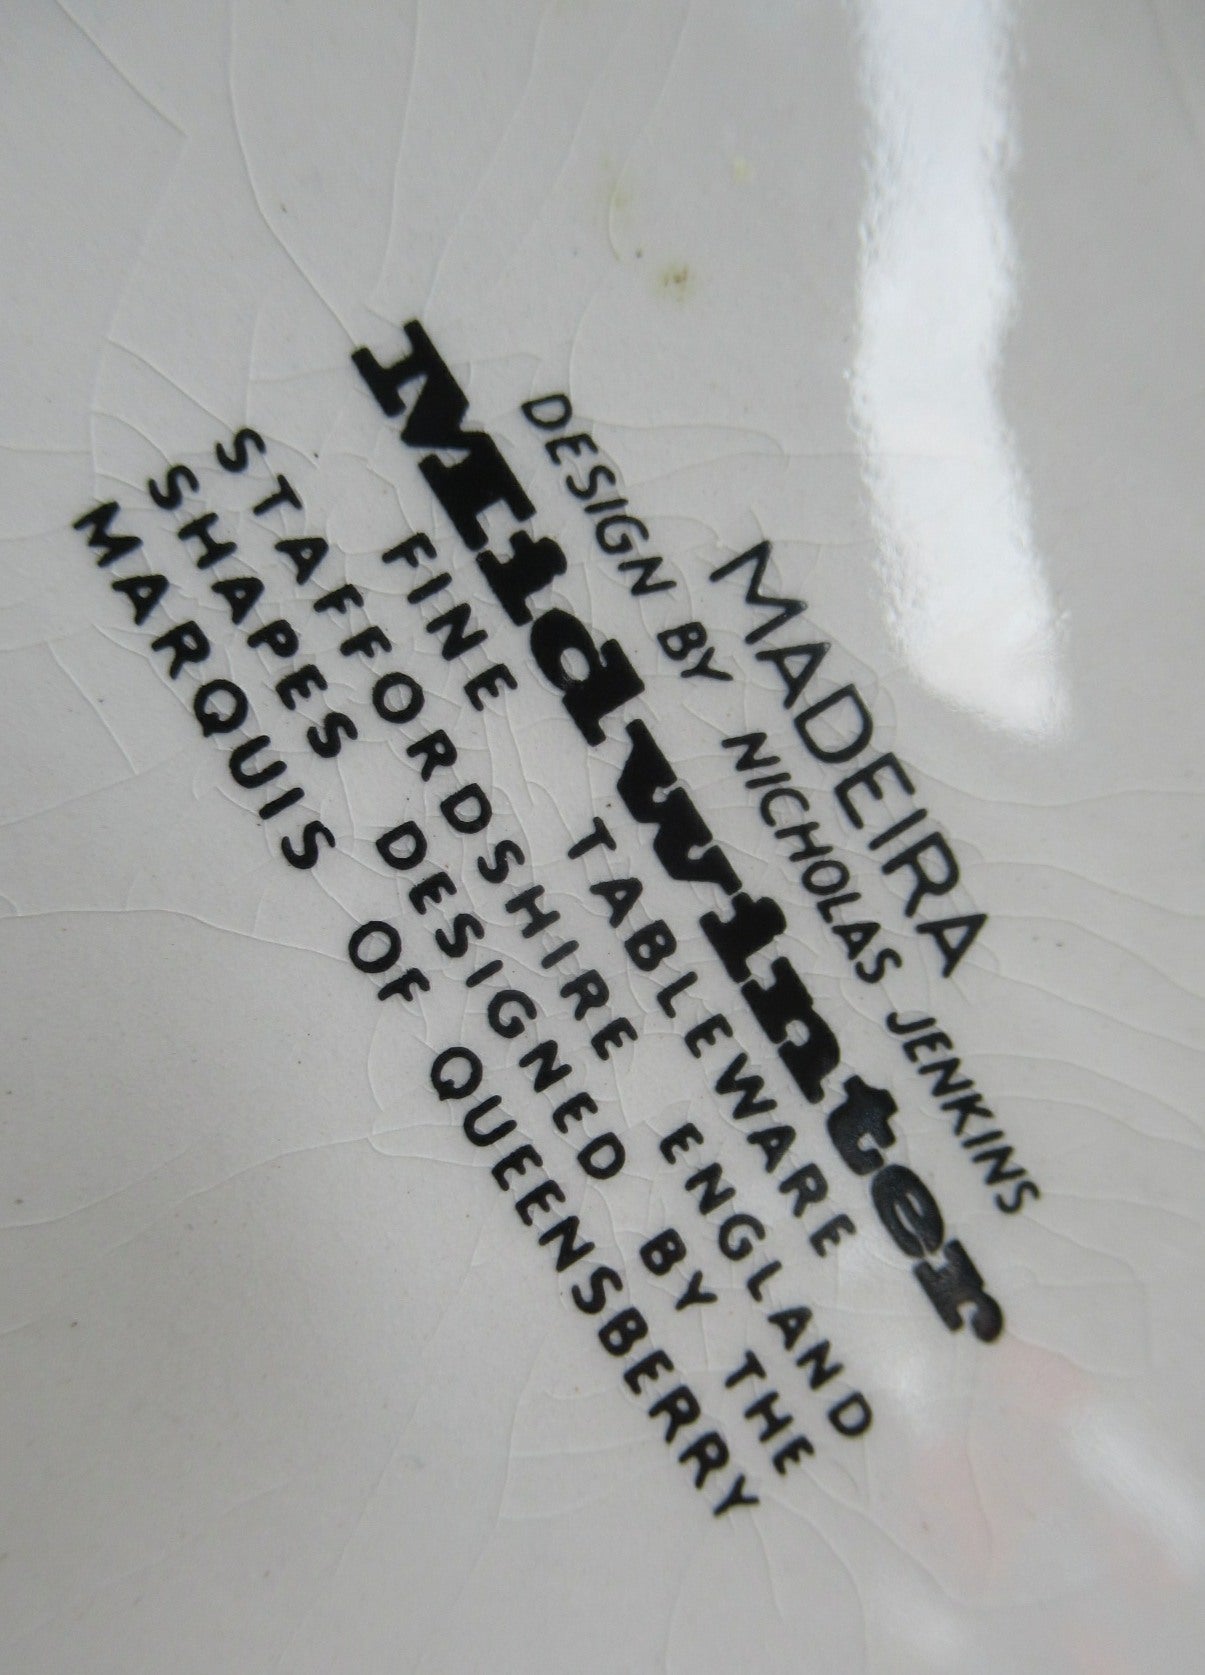 MADEIRA
DESIGN BY NICHOLAS JENKINS
Midwinter
FINE TABLEWARE
STAFFORDSHIRE ENGLAND
SHAPES DESIGNED BY THE
MARQUIS OF QUEENSBERRY